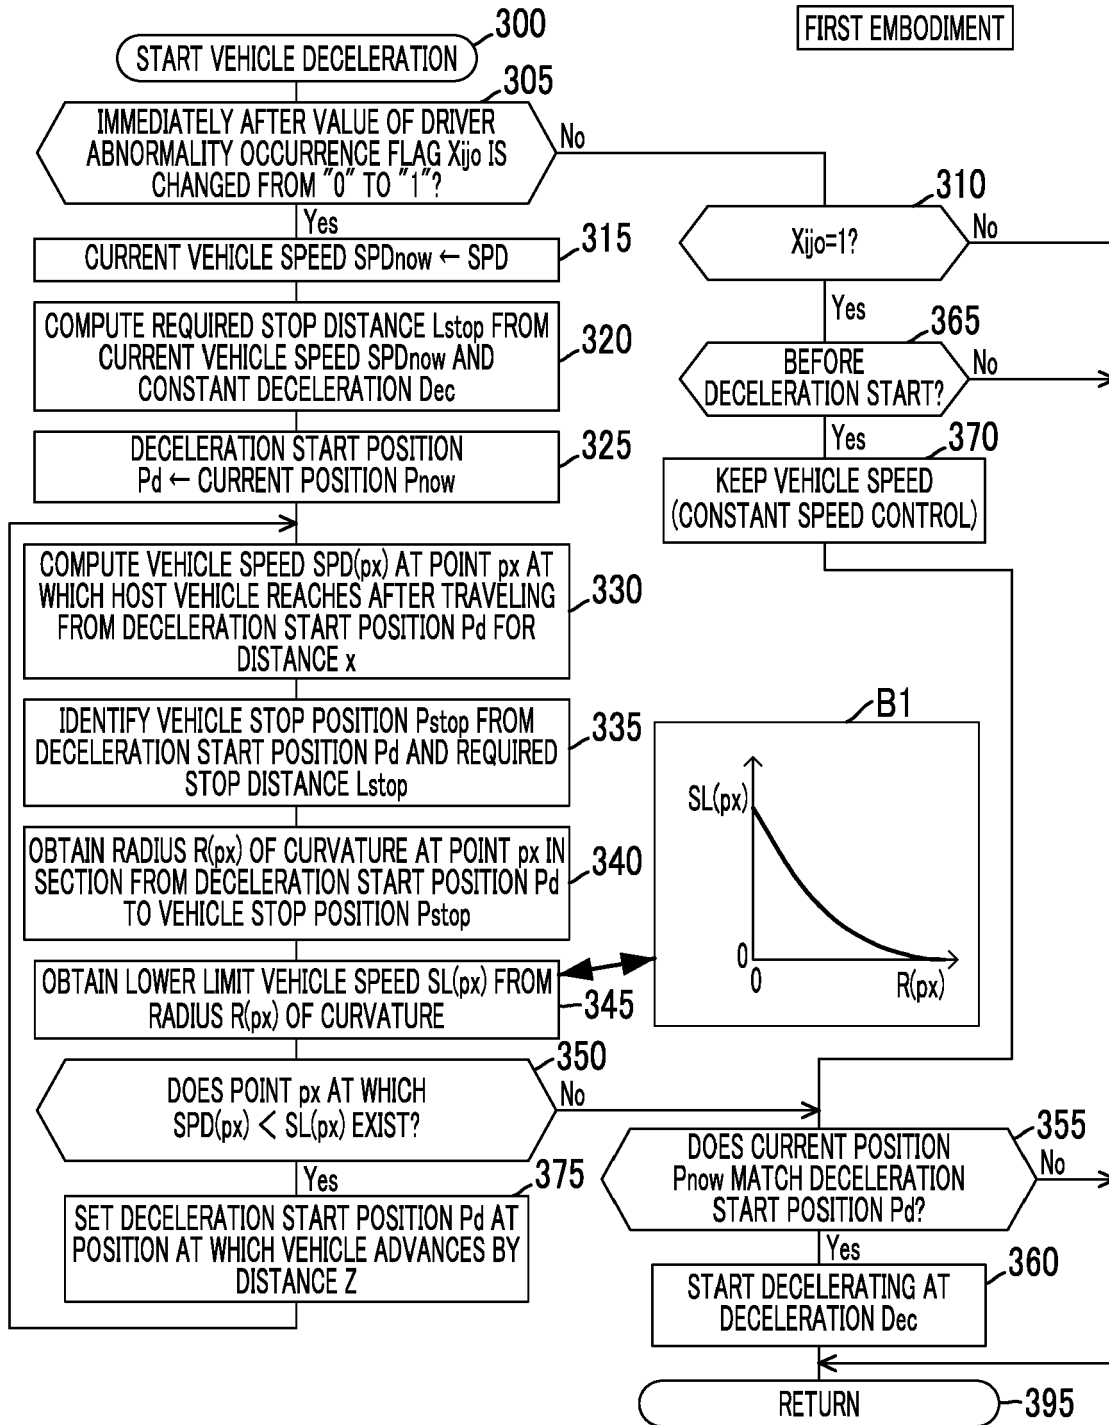 FIRST EMBODIMENT
300
START VEHICLE DECELERATION
305
IMMEDIATELY AFTER VALUE OF DRIVER
ABNORMALITY OCCURRENCE FLAG Xijo IS
CHANGED FROM "0" TO "1"?
No
Yes
310
Xijo=1?
No
Yes
315
CURRENT VEHICLE SPEED SPDnow ← SPD
320
COMPUTE REQUIRED STOP DISTANCE Lstop FROM
CURRENT VEHICLE SPEED SPDnow AND
CONSTANT DECELERATION Dec
365
BEFORE
DECELERATION START?
No
Yes
325
DECELERATION START POSITION
Pd ← CURRENT POSITION Pnow
370
KEEP VEHICLE SPEED
(CONSTANT SPEED CONTROL)
330
COMPUTE VEHICLE SPEED SPD(px) AT POINT px AT
WHICH HOST VEHICLE REACHES AFTER TRAVELING
FROM DECELERATION START POSITION Pd FOR
DISTANCE x
335
IDENTIFY VEHICLE STOP POSITION Pstop FROM
DECELERATION START POSITION Pd AND REQUIRED
STOP DISTANCE Lstop
340
OBTAIN RADIUS R(px) OF CURVATURE AT POINT px IN
SECTION FROM DECELERATION START POSITION Pd
TO VEHICLE STOP POSITION Pstop
345
OBTAIN LOWER LIMIT VEHICLE SPEED SL(px) FROM
RADIUS R(px) OF CURVATURE
B1
SL(px)
0
0
R(px)
350
DOES POINT px AT WHICH
SPD(px) < SL(px) EXIST?
No
Yes
375
SET DECELERATION START POSITION Pd AT
POSITION AT WHICH VEHICLE ADVANCES BY
DISTANCE Z
355
DOES CURRENT POSITION
Pnow MATCH DECELERATION
START POSITION Pd?
No
Yes
360
START DECELERATING AT
DECELERATION Dec
RETURN
395